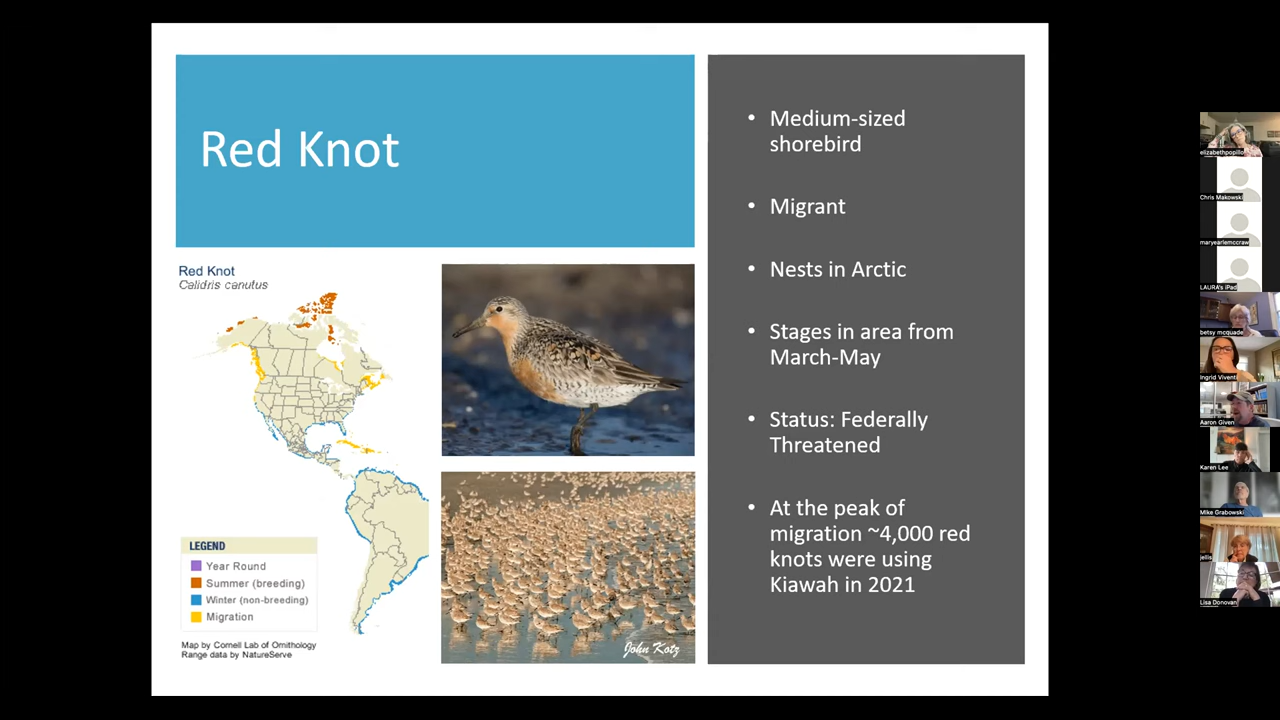 Red Knot
Red Knot
Calidris canutus
LEGEND
Year Round
Summer (breeding)
Winter (non-breeding)
Migration
Map by Cornell Lab of Ornithology
Range data by NatureServe
John Kotz
• Medium-sized
shorebird
• Migrant
• Nests in Arctic
• Stages in area from
March-May
• Status: Federally
Threatened
• At the peak of
migration ~4,000 red
knots were using
Kiawah in 2021
elizabethpopillo
Chris Makowski
maryearlemccraw
LAURA's iPad
betsy mcquade
Ingrid Viventi
Aaron Given
Karen Lee
Mike Grabowski
jellis
Lisa Donovan